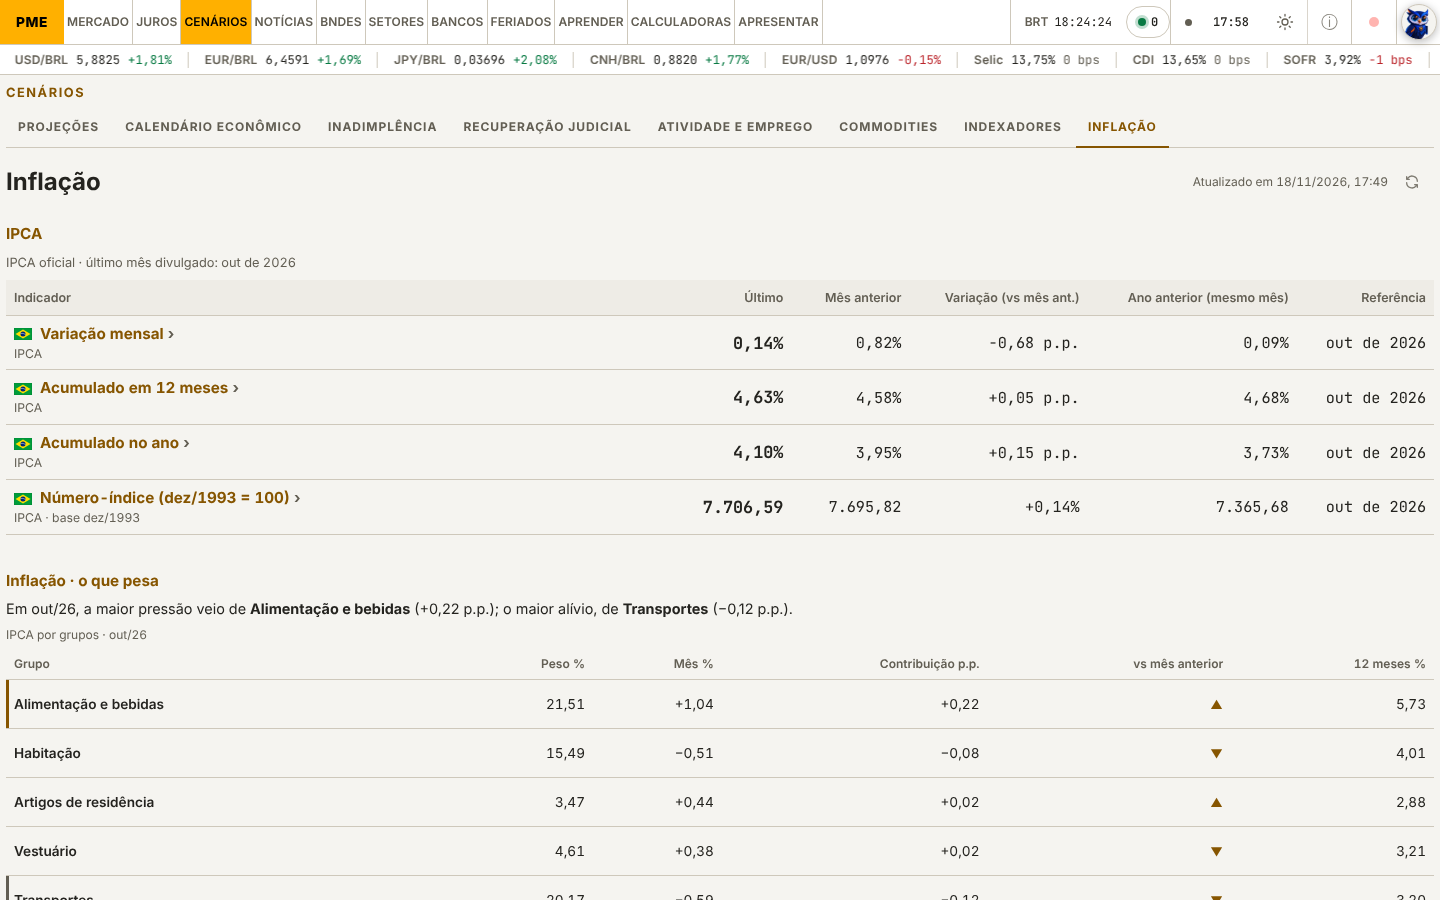 PME MERCADO JUROS CENÁRIOS NOTÍCIAS BNDES SETORES BANCOS FERIADOS APRENDER CALCULADORAS APRESENTAR BRT 18:24:24 0 17:58
USD/BRL 5,8825 +1,81% EUR/BRL 6,4591 +1,69% JPY/BRL 0,03696 +2,08% CNH/BRL 0,8820 +1,77% EUR/USD 1,0976 -0,15% Selic 13,75% 0 bps CDI 13,65% 0 bps SOFR 3,92% -1 bps
CENÁRIOS
PROJEÇÕES CALENDÁRIO ECONÔMICO INADIMPLÊNCIA RECUPERAÇÃO JUDICIAL ATIVIDADE E EMPREGO COMMODITIES INDEXADORES INFLAÇÃO
Inflação Atualizado em 18/11/2026, 17:49
IPCA
IPCA oficial · último mês divulgado: out de 2026
Indicador Último Mês anterior Variação (vs mês ant.) Ano anterior (mesmo mês) Referência
Variação mensal › 0,14% 0,82% -0,68 p.p. 0,09% out de 2026
IPCA
Acumulado em 12 meses › 4,63% 4,58% +0,05 p.p. 4,68% out de 2026
IPCA
Acumulado no ano › 4,10% 3,95% +0,15 p.p. 3,73% out de 2026
IPCA
Número-índice (dez/1993 = 100) › 7.706,59 7.695,82 +0,14% 7.365,68 out de 2026
IPCA · base dez/1993
Inflação · o que pesa
Em out/26, a maior pressão veio de Alimentação e bebidas (+0,22 p.p.); o maior alívio, de Transportes (−0,12 p.p.).
IPCA por grupos · out/26
Grupo Peso % Mês % Contribuição p.p. vs mês anterior 12 meses %
Alimentação e bebidas 21,51 +1,04 +0,22 ▲ 5,73
Habitação 15,49 −0,51 −0,08 ▼ 4,01
Artigos de residência 3,47 +0,44 +0,02 ▲ 2,88
Vestuário 4,61 +0,38 +0,02 ▼ 3,21
Transportes 20,17 −0,59 −0,12 ▼ 3,20